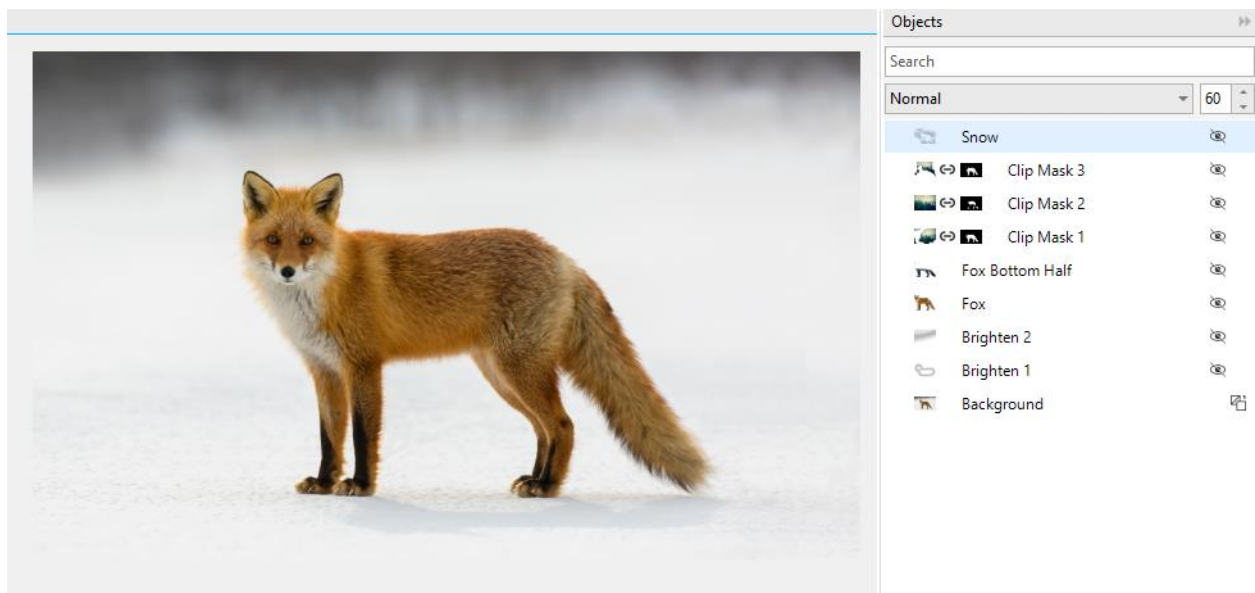 Objects
Search
Normal 60
Snow
Clip Mask 3
Clip Mask 2
Clip Mask 1
Fox Bottom Half
Fox
Brighten 2
Brighten 1
Background